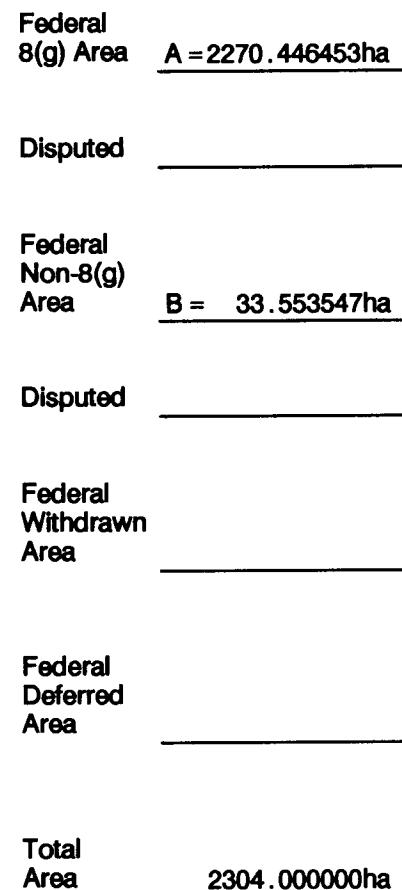 Federal
8(g) Area A = 2270.446453ha
Disputed
Federal
Non-8(g)
Area B = 33.553547ha
Disputed
Federal
Withdrawn
Area
Federal
Deferred
Area
Total
Area 2304.000000ha